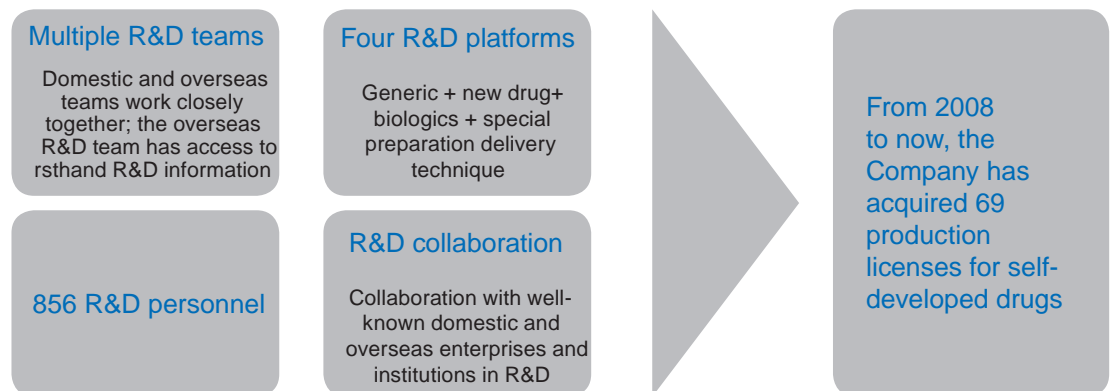 Multiple R&D teams
Domestic and overseas
teams work closely
together; the overseas
R&D team has access to
rsthand R&D information
Four R&D platforms
Generic + new drug+
biologics + special
preparation delivery
technique
856 R&D personnel
R&D collaboration
Collaboration with well-
known domestic and
overseas enterprises and
institutions in R&D
From 2008
to now, the
Company has
acquired 69
production
licenses for self-
developed drugs